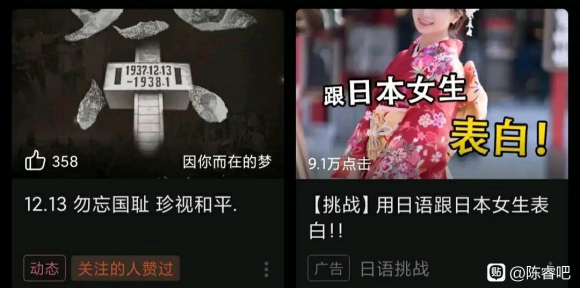 1937.12.13
-1938.1
358
因你而在的梦
12.13 勿忘国耻 珍视和平.
动态
关注的人赞过
跟日本女生
表白!
9.1万点击
【挑战】用日语跟日本女生表
白!!
广告
日语挑战
贴 @陈睿吧